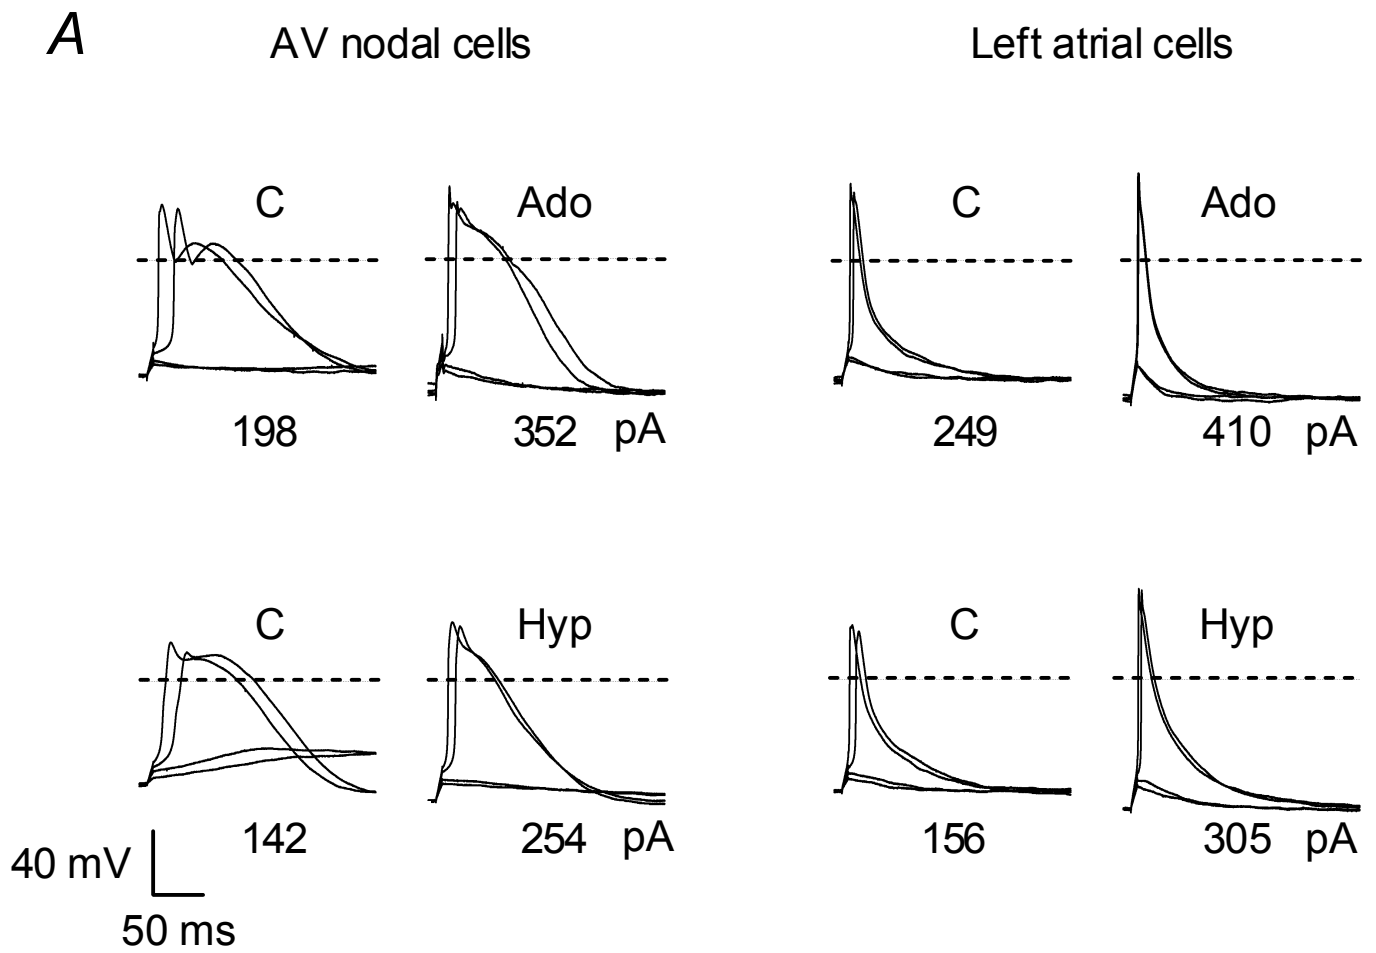 A
AV nodal cells
Left atrial cells
C
Ado
C
Ado
198
352 pA
249
410 pA
C
Hyp
C
Hyp
142
254 pA
156
305 pA
40 mV
50 ms